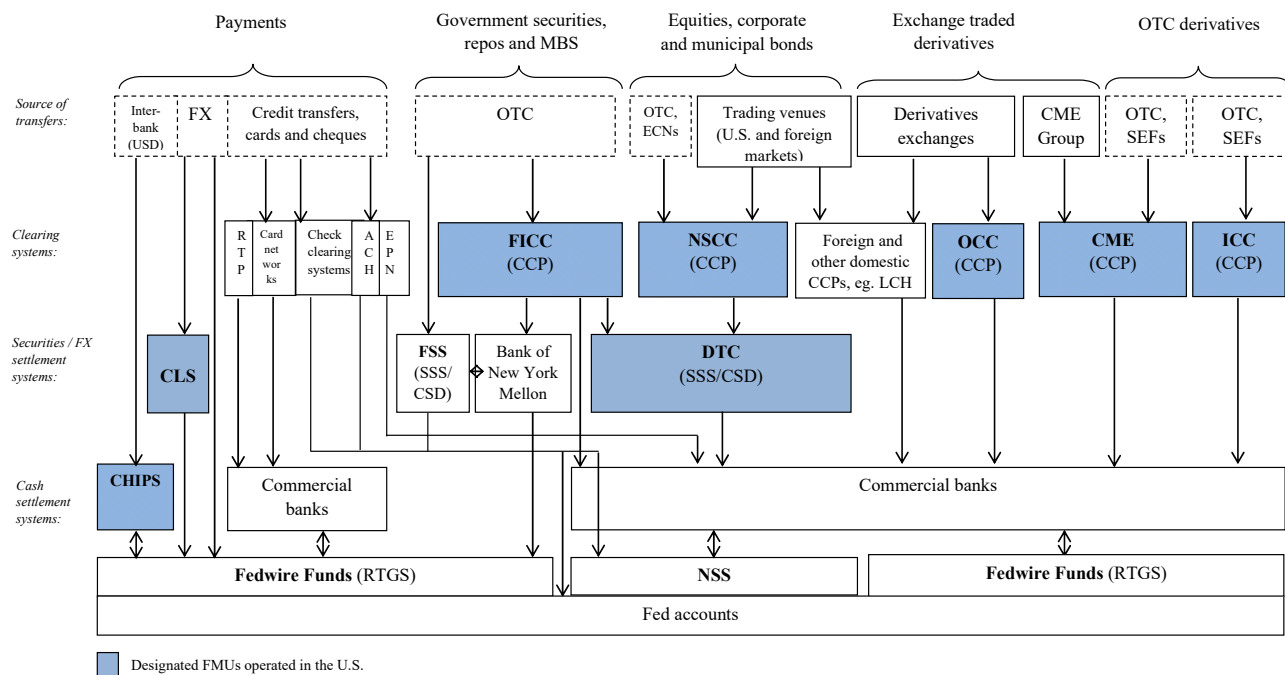 Payments
Government securities,
repos and MBS
Equities, corporate
and municipal bonds
Exchange traded
derivatives
OTC derivatives
Source of
transfers:
Inter-
bank
(USD)
FX
Credit transfers,
cards and cheques
OTC
OTC,
ECNs
Trading venues
(U.S. and foreign
markets)
Derivatives
exchanges
CME
Group
OTC,
SEFs
OTC,
SEFs
Clearing
systems:
R
T
P
Card
net
wor
ks
Check
clearing
systems
A
C
H
E
P
N
FICC
(CCP)
NSCC
(CCP)
Foreign and
other domestic
CCPs, eg. LCH
OCC
(CCP)
CME
(CCP)
ICC
(CCP)
Securities / FX
settlement
systems:
CLS
FSS
(SSS/
CSD)
Bank of
New York
Mellon
DTC
(SSS/CSD)
Cash
settlement
systems:
CHIPS
Commercial
banks
Commercial banks
Fedwire Funds (RTGS)
NSS
Fedwire Funds (RTGS)
Fed accounts
Designated FMUs operated in the U.S.